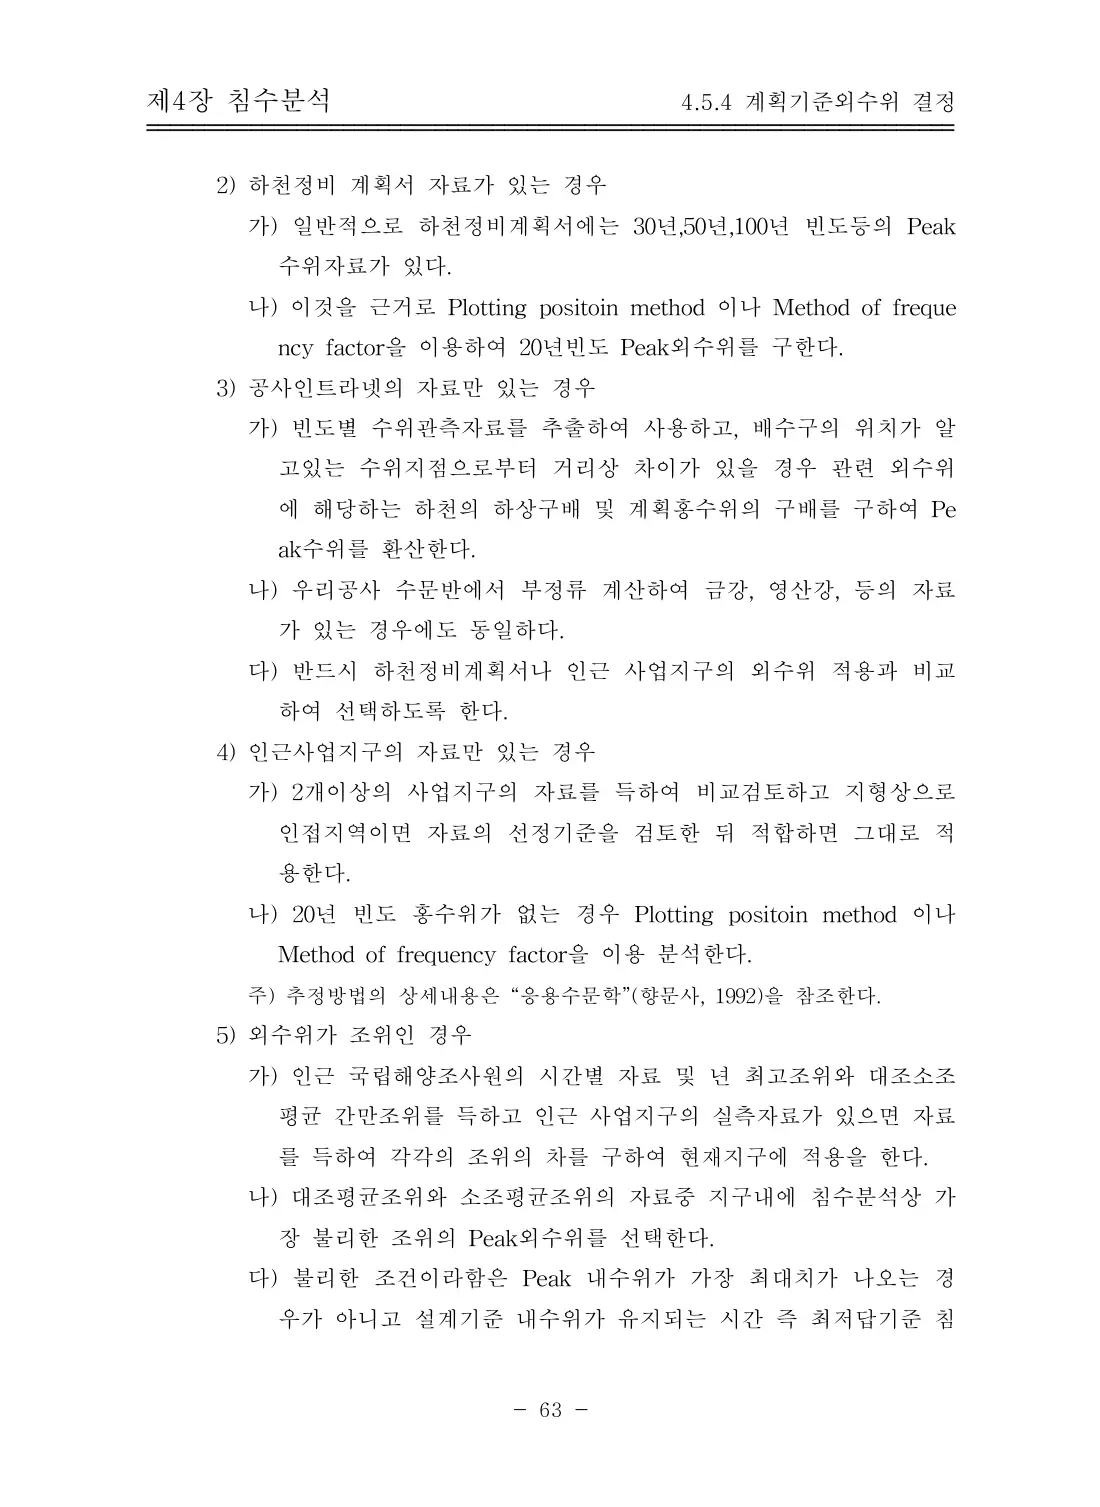 제4장 침수분석
4.5.4 계획기준외수위 결정
2) 하천정비 계획서 자료가 있는 경우
가) 일반적으로 하천정비계획서에는 30년,50년,100년 빈도등의 Peak
수위자료가 있다.
나) 이것을 근거로 Plotting positoin method 이나 Method of freque
ncy factor을 이용하여 20년빈도 Peak외수위를 구한다.
3) 공사인트라넷의 자료만 있는 경우
가) 빈도별 수위관측자료를 추출하여 사용하고, 배수구의 위치가 알
고있는 수위지점으로부터 거리상 차이가 있을 경우 관련 외수위
에 해당하는 하천의 하상구배 및 계획홍수위의 구배를 구하여 Pe
ak수위를 환산한다.
나) 우리공사 수문반에서 부정류 계산하여 금강, 영산강, 등의 자료
가 있는 경우에도 동일하다.
다) 반드시 하천정비계획서나 인근 사업지구의 외수위 적용과 비교
하여 선택하도록 한다.
4) 인근사업지구의 자료만 있는 경우
가) 2개이상의 사업지구의 자료를 득하여 비교검토하고 지형상으로
인접지역이면 자료의 선정기준을 검토한 뒤 적합하면 그대로 적
용한다.
나) 20년 빈도 홍수위가 없는 경우 Plotting positoin method 이나
Method of frequency factor을 이용 분석한다.
주) 추정방법의 상세내용은 “응용수문학”(향문사, 1992)을 참조한다.
5) 외수위가 조위인 경우
가) 인근 국립해양조사원의 시간별 자료 및 년 최고조위와 대조소조
평균 간만조위를 득하고 인근 사업지구의 실측자료가 있으면 자료
를 득하여 각각의 조위의 차를 구하여 현재지구에 적용을 한다.
나) 대조평균조위와 소조평균조위의 자료중 지구내에 침수분석상 가
장 불리한 조위의 Peak외수위를 선택한다.
다) 불리한 조건이라함은 Peak 내수위가 가장 최대치가 나오는 경
우가 아니고 설계기준 내수위가 유지되는 시간 즉 최저답기준 침
- 63 -